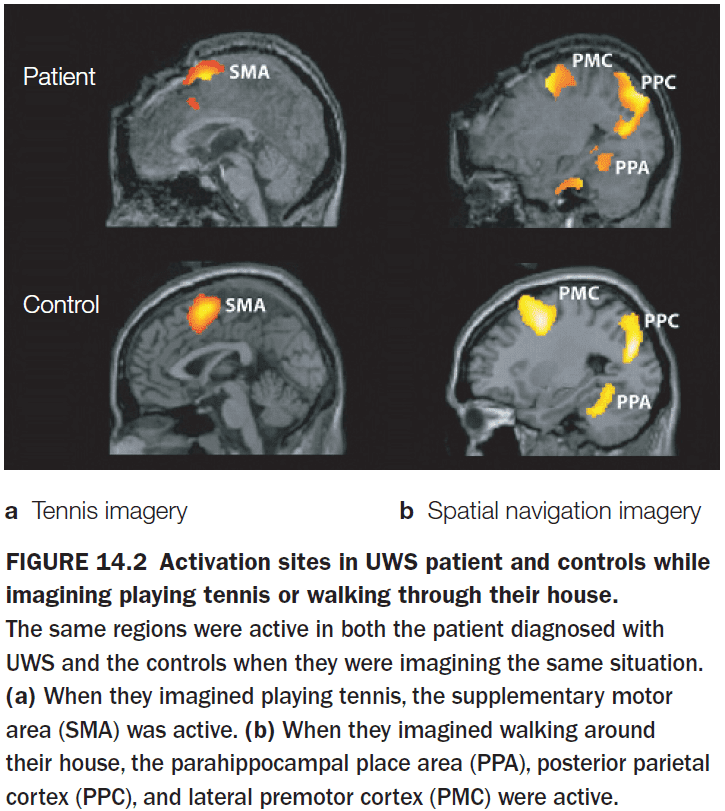 Patient
SMA
PMC
PPC
PPA
Control
SMA
PMC
PPC
PPA
a Tennis imagery
b Spatial navigation imagery
FIGURE 14.2 Activation sites in UWS patient and controls while
imagining playing tennis or walking through their house.
The same regions were active in both the patient diagnosed with
UWS and the controls when they were imagining the same situation.
(a) When they imagined playing tennis, the supplementary motor
area (SMA) was active. (b) When they imagined walking around
their house, the parahippocampal place area (PPA), posterior parietal
cortex (PPC), and lateral premotor cortex (PMC) were active.